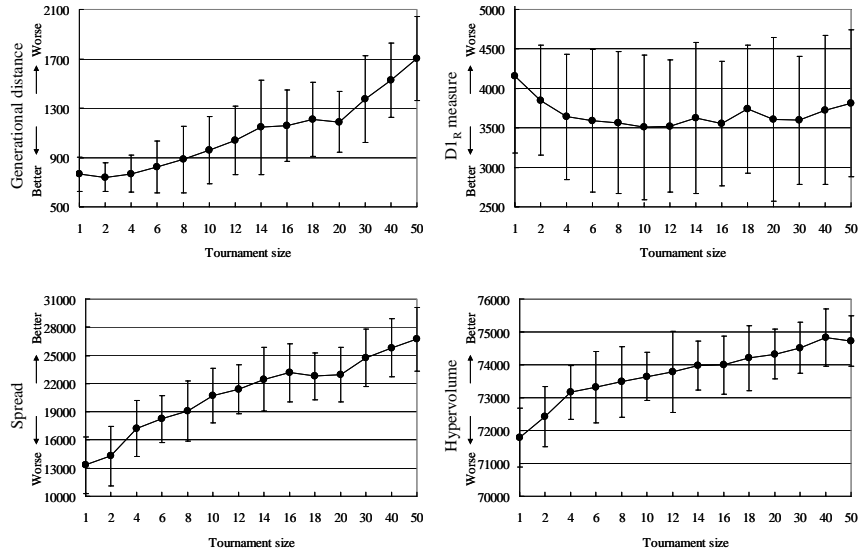 2100
1700
1300
900
500
Generational distance
Worse
Better
1 2 4 6 8 10 12 14 16 18 20 30 40 50
Tournament size
5000
4500
4000
3500
3000
2500
D1R measure
Worse
Better
1 2 4 6 8 10 12 14 16 18 20 30 40 50
Tournament size
31000
28000
25000
22000
19000
16000
13000
10000
Spread
Better
Worse
1 2 4 6 8 10 12 14 16 18 20 30 40 50
Tournament size
76000
75000
74000
73000
72000
71000
70000
Hypervolume
Better
Worse
1 2 4 6 8 10 12 14 16 18 20 30 40 50
Tournament size